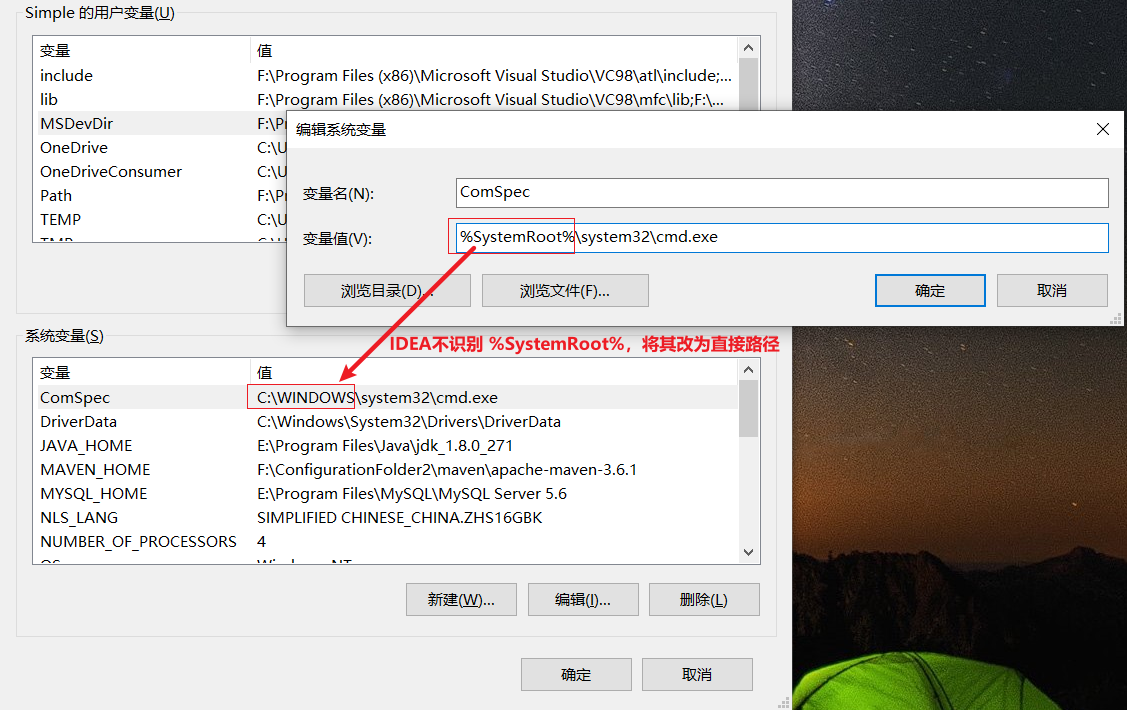 Simple 的用户变量(U)
变量 值
include F:\Program Files (x86)\Microsoft Visual Studio\VC98\atl\include;...
lib F:\Program Files (x86)\Microsoft Visual Studio\VC98\mfc\lib;F:\...
MSDevDir
OneDrive
OneDriveConsumer
Path
TEMP
编辑系统变量
变量名(N): ComSpec
变量值(V): %SystemRoot%\system32\cmd.exe
浏览目录(D)... 浏览文件(F)... 确定 取消
IDEA不识别 %SystemRoot%，将其改为直接路径
系统变量(S)
变量 值
ComSpec C:\WINDOWS\system32\cmd.exe
DriverData C:\Windows\System32\Drivers\DriverData
JAVA_HOME E:\Program Files\Java\jdk_1.8.0_271
MAVEN_HOME F:\ConfigurationFolder2\maven\apache-maven-3.6.1
MYSQL_HOME E:\Program Files\MySQL\MySQL Server 5.6
NLS_LANG SIMPLIFIED CHINESE_CHINA.ZHS16GBK
NUMBER_OF_PROCESSORS 4
新建(W)... 编辑(I)... 删除(L)
确定 取消